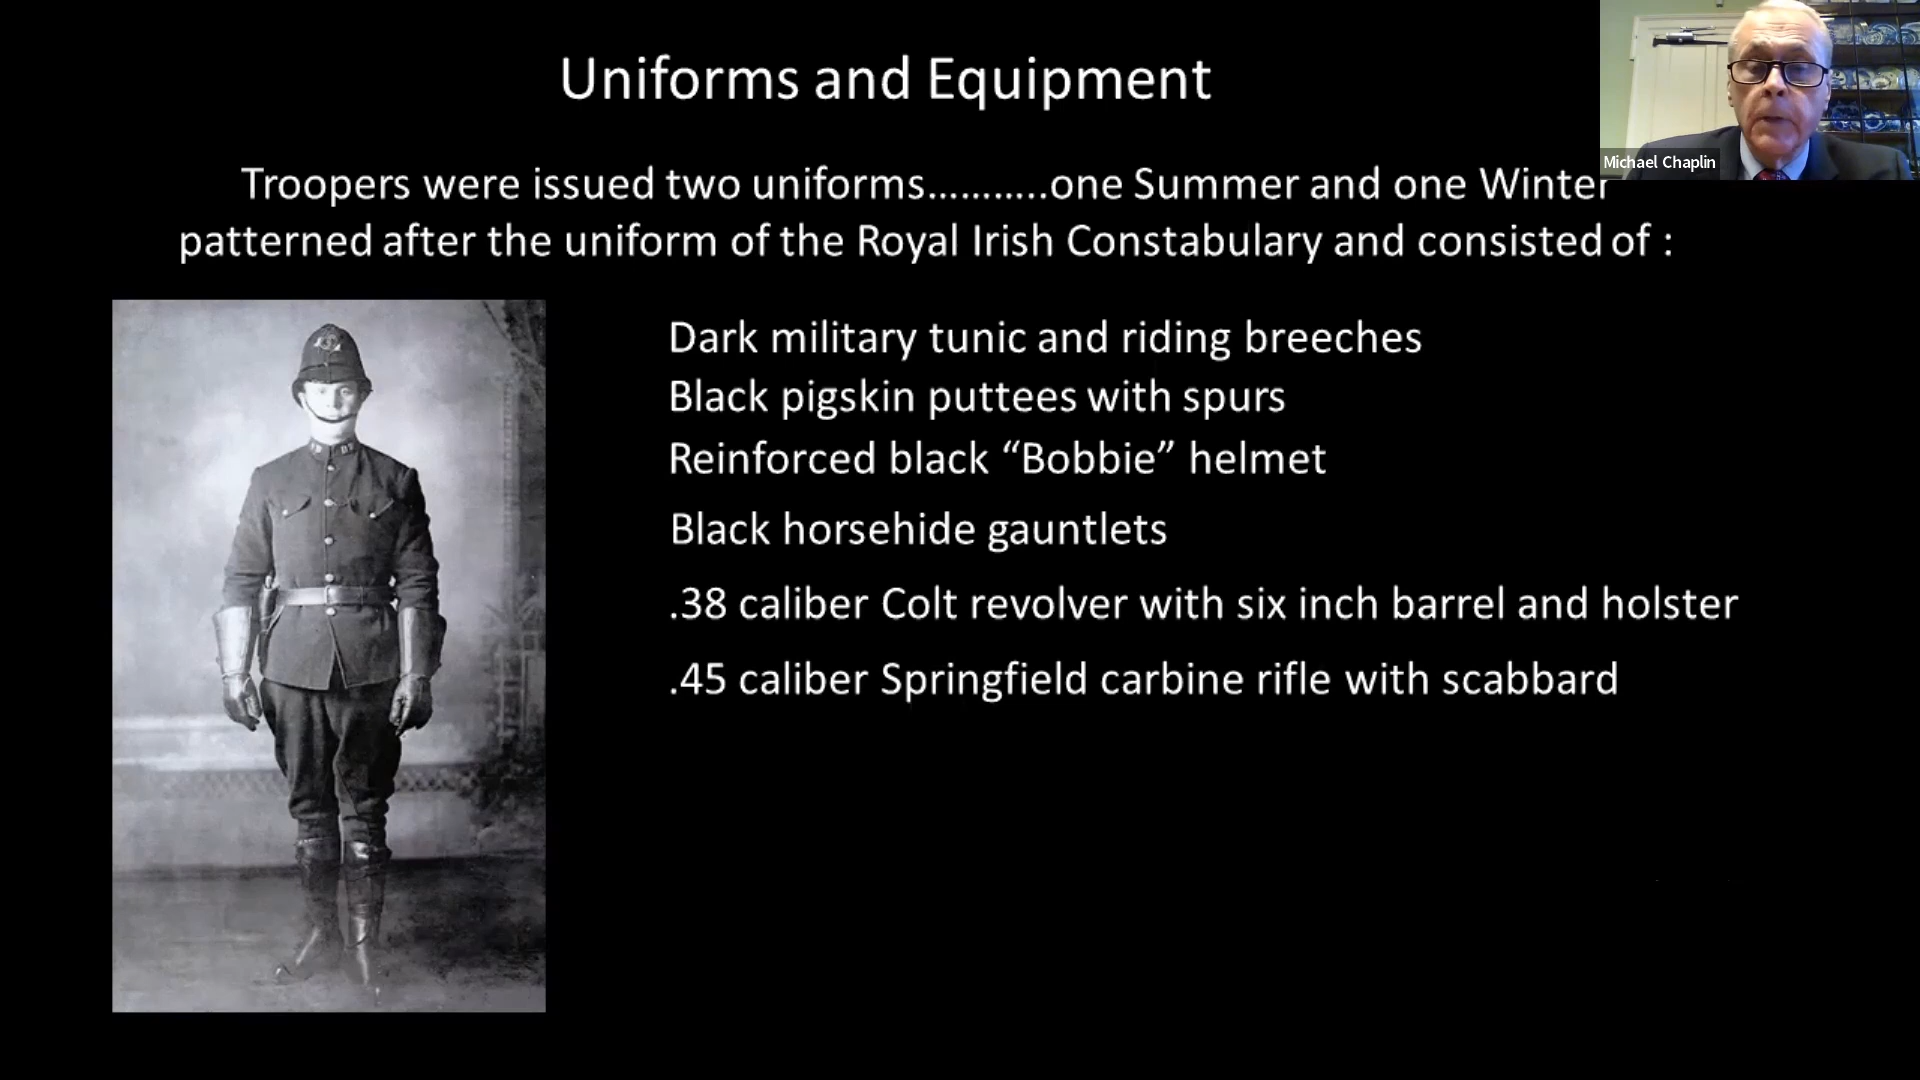 Uniforms and Equipment
Michael Chaplin
Troopers were issued two uniforms...........one Summer and one Winter
patterned after the uniform of the Royal Irish Constabulary and consisted of :
Dark military tunic and riding breeches
Black pigskin puttees with spurs
Reinforced black “Bobbie” helmet
Black horsehide gauntlets
.38 caliber Colt revolver with six inch barrel and holster
.45 caliber Springfield carbine rifle with scabbard